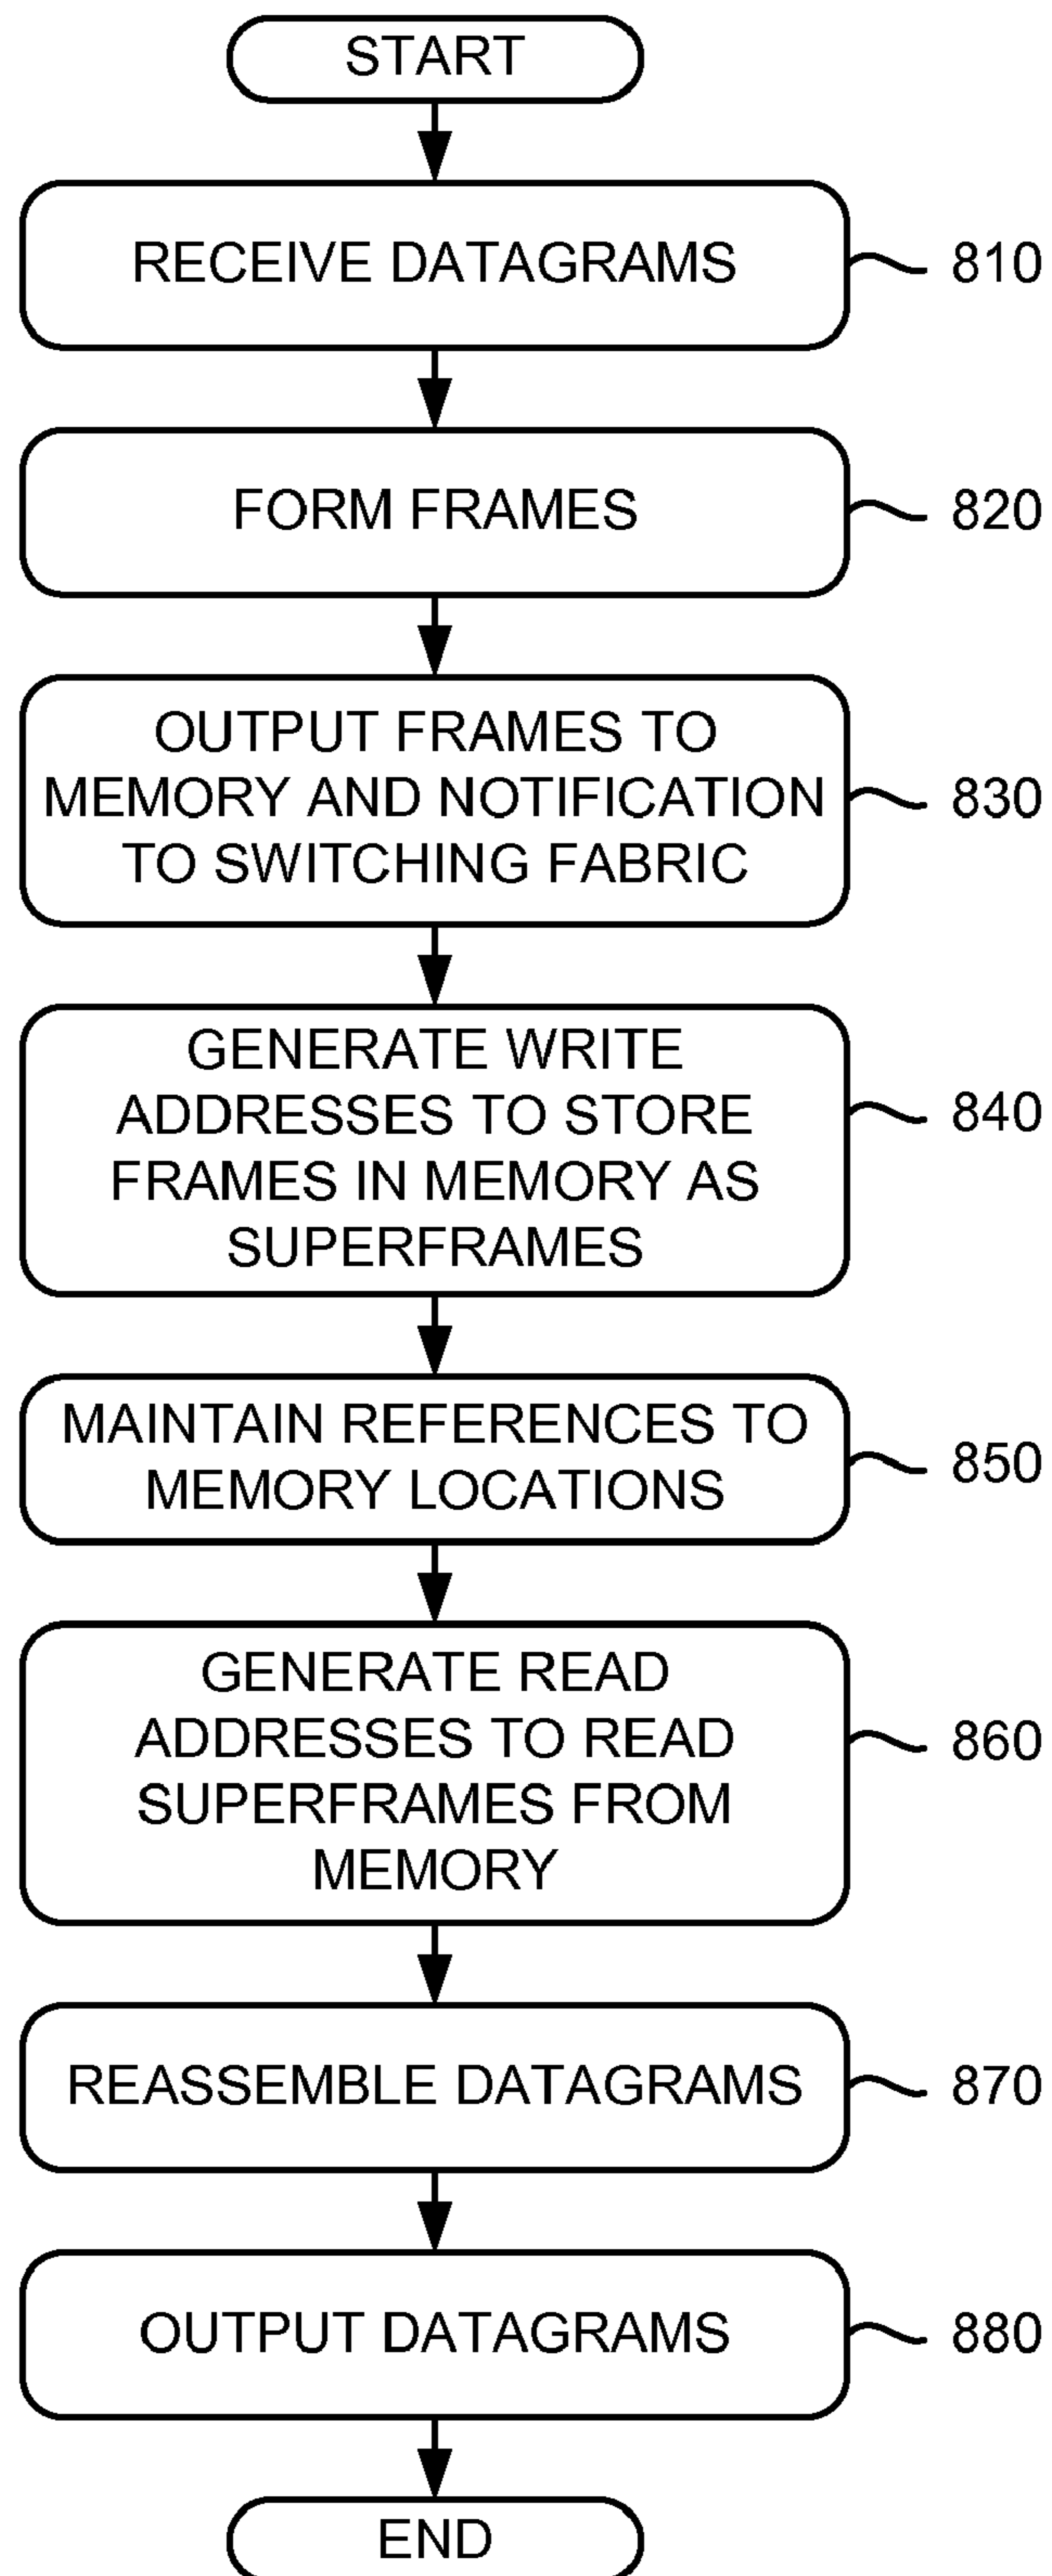 START
RECEIVE DATAGRAMS
810
FORM FRAMES
820
OUTPUT FRAMES TO
MEMORY AND NOTIFICATION
TO SWITCHING FABRIC
830
GENERATE WRITE
ADDRESSES TO STORE
FRAMES IN MEMORY AS
SUPERFRAMES
840
MAINTAIN REFERENCES TO
MEMORY LOCATIONS
850
GENERATE READ
ADDRESSES TO READ
SUPERFRAMES FROM
MEMORY
860
REASSEMBLE DATAGRAMS
870
OUTPUT DATAGRAMS
880
END